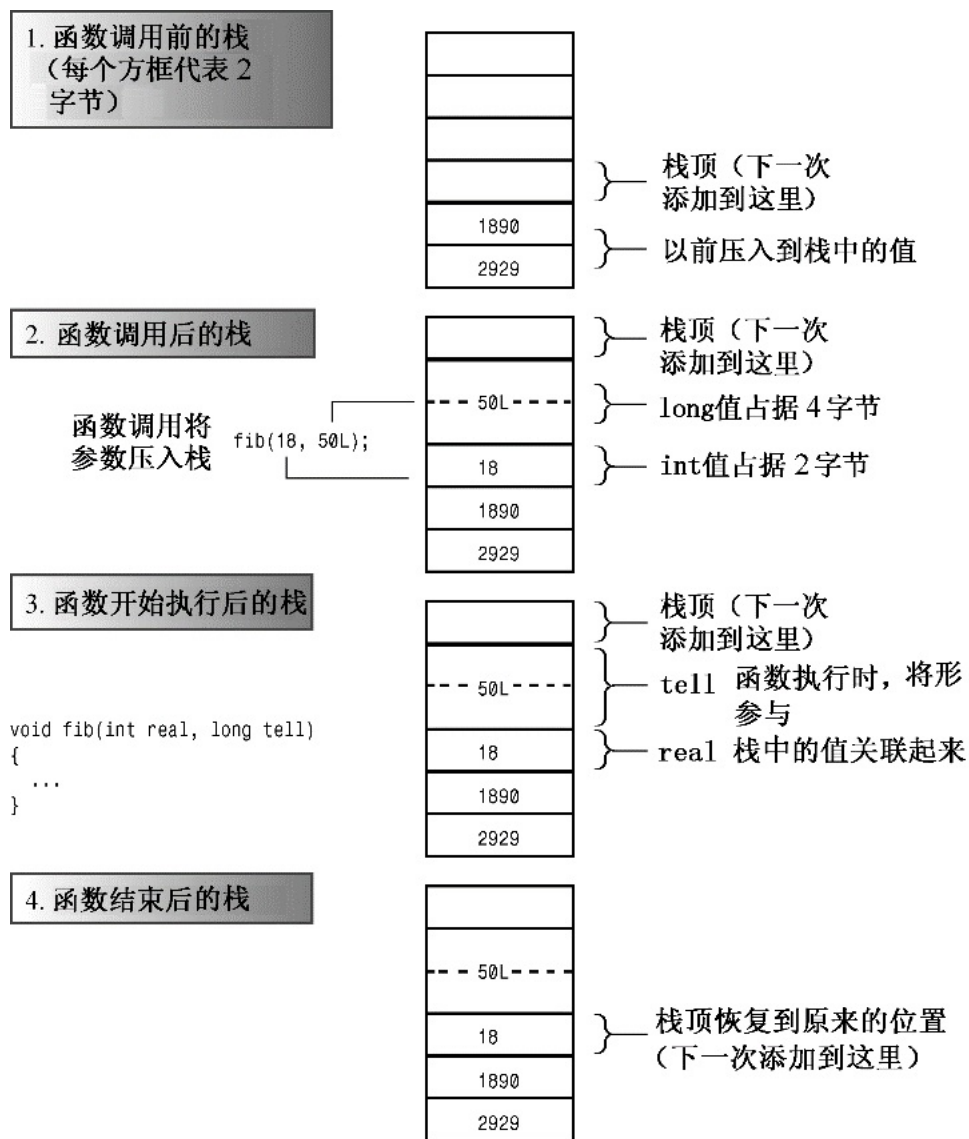 1. 函数调用前的栈
（每个方框代表 2
字节）
栈顶（下一次
添加到这里）
1890
以前压入到栈中的值
2929
2. 函数调用后的栈
栈顶（下一次
添加到这里）
50L
long值占据 4字节
函数调用将
参数压入栈
fib(18, 50L);
18
int值占据 2字节
1890
2929
3. 函数开始执行后的栈
栈顶（下一次
添加到这里）
50L
tell 函数执行时，将形
参与
void fib(int real, long tell)
{
...
}
18
real 栈中的值关联起来
1890
2929
4. 函数结束后的栈
50L
18
栈顶恢复到原来的位置
（下一次添加到这里）
1890
2929